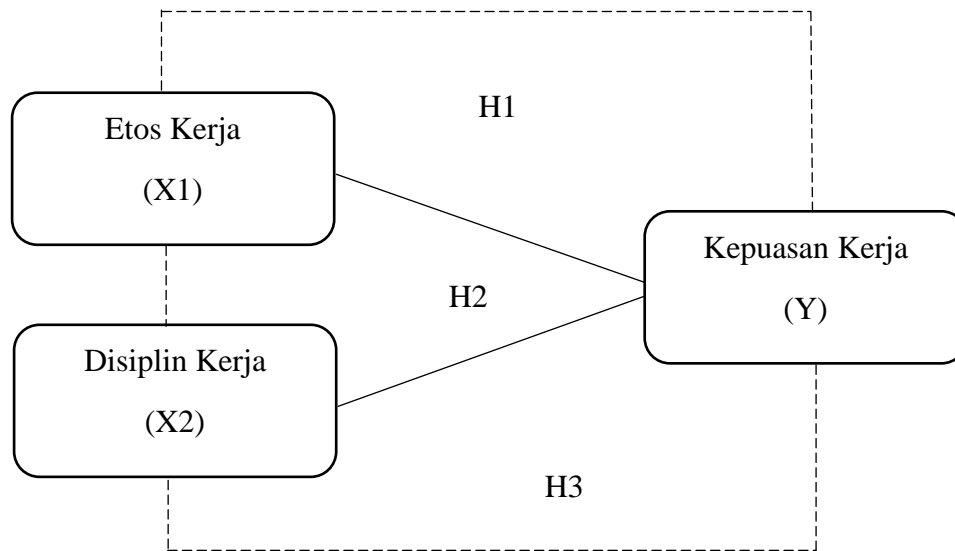 H1
Etos Kerja
(X1)
Kepuasan Kerja
(Y)
H2
Disiplin Kerja
(X2)
H3